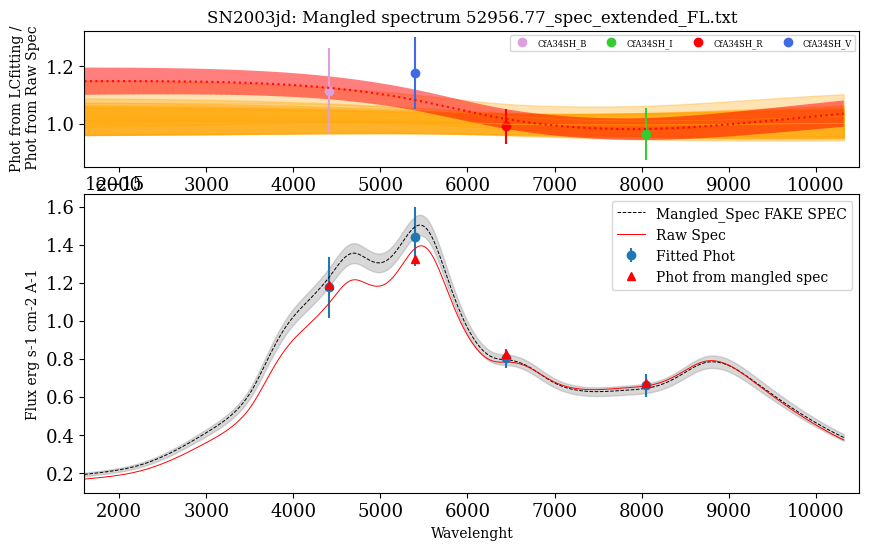 SN2003jd: Mangled spectrum 52956.77_spec_extended_FL.txt
Phot from LCfitting /
Phot from Raw Spec
CfA34SH_B
CfA34SH_I
CfA34SH_R
CfA34SH_V
1.2
1.0
2000 3000 4000 5000 6000 7000 8000 9000 10000
1e−15
Flux erg s-1 cm-2 A-1
1.6
1.4
1.2
1.0
0.8
0.6
0.4
0.2
Mangled_Spec FAKE SPEC
Raw Spec
Fitted Phot
Phot from mangled spec
2000 3000 4000 5000 6000 7000 8000 9000 10000
Wavelenght